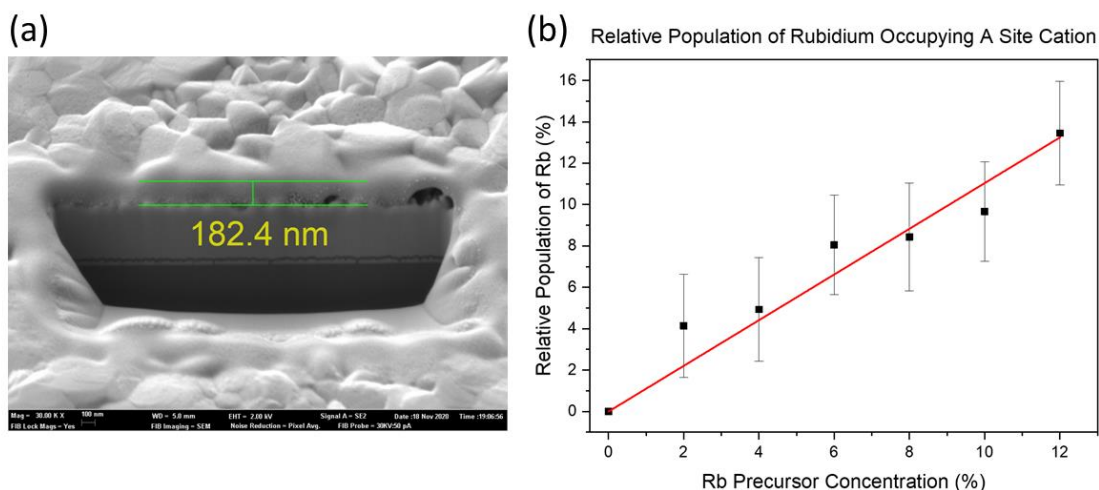 (a)
182.4 nm
Mag = 30.00 K X
100 nm
WD = 5.0 mm
EHT = 2.00 kV
Signal A = SE2
Date :18 Nov 2020
Time :19:06:56
FIB Lock Mags = Yes
FIB Imaging = SEM
Noise Reduction = Pixel Avg.
FIB Probe = 30KV:50 pA
(b)
Relative Population of Rubidium Occupying A Site Cation
Relative Population of Rb (%)
16
14
12
10
8
6
4
2
0
0 2 4 6 8 10 12
Rb Precursor Concentration (%)